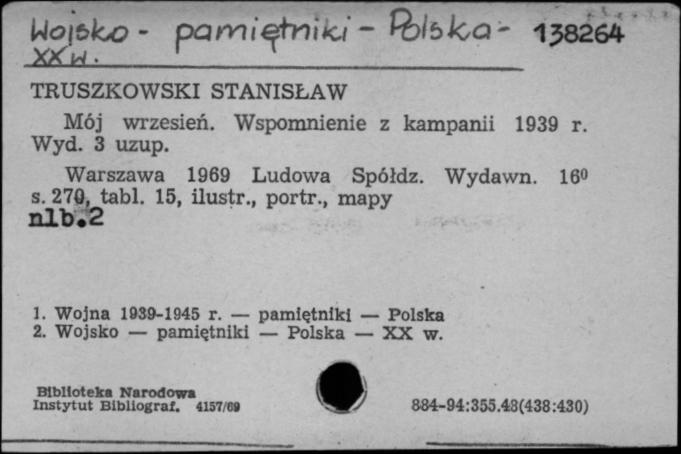 Wojsko - pamiętniki - Polska - 138264
XX w.
TRUSZKOWSKI STANISŁAW
Mój wrzesień. Wspomnienie z kampanii 1939 r.
Wyd. 3 uzup.
Warszawa 1969 Ludowa Spółdz. Wydawn. 16⁰
s. 270, tabl. 15, ilustr., portr., mapy
nlb.2
1. Wojna 1939-1945 r. — pamiętniki — Polska
2. Wojsko — pamiętniki — Polska — XX w.
Biblioteka Narodowa
Instytut Bibliograf. 4157/69
884-94:355.48(438:430)